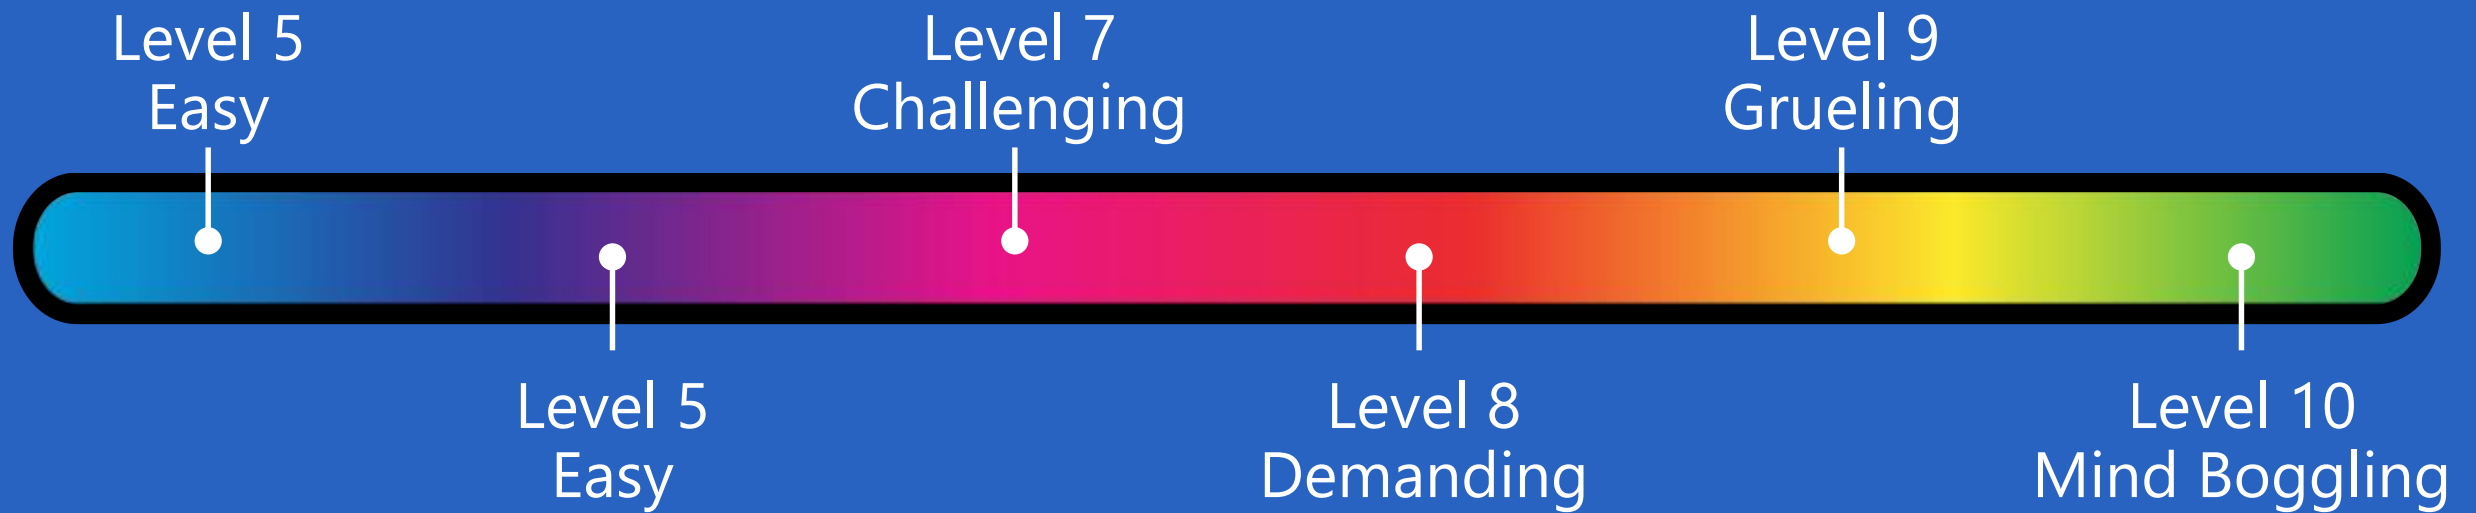 Level 5
Easy
Level 7
Challenging
Level 9
Grueling
Level 5
Easy
Level 8
Demanding
Level 10
Mind Boggling